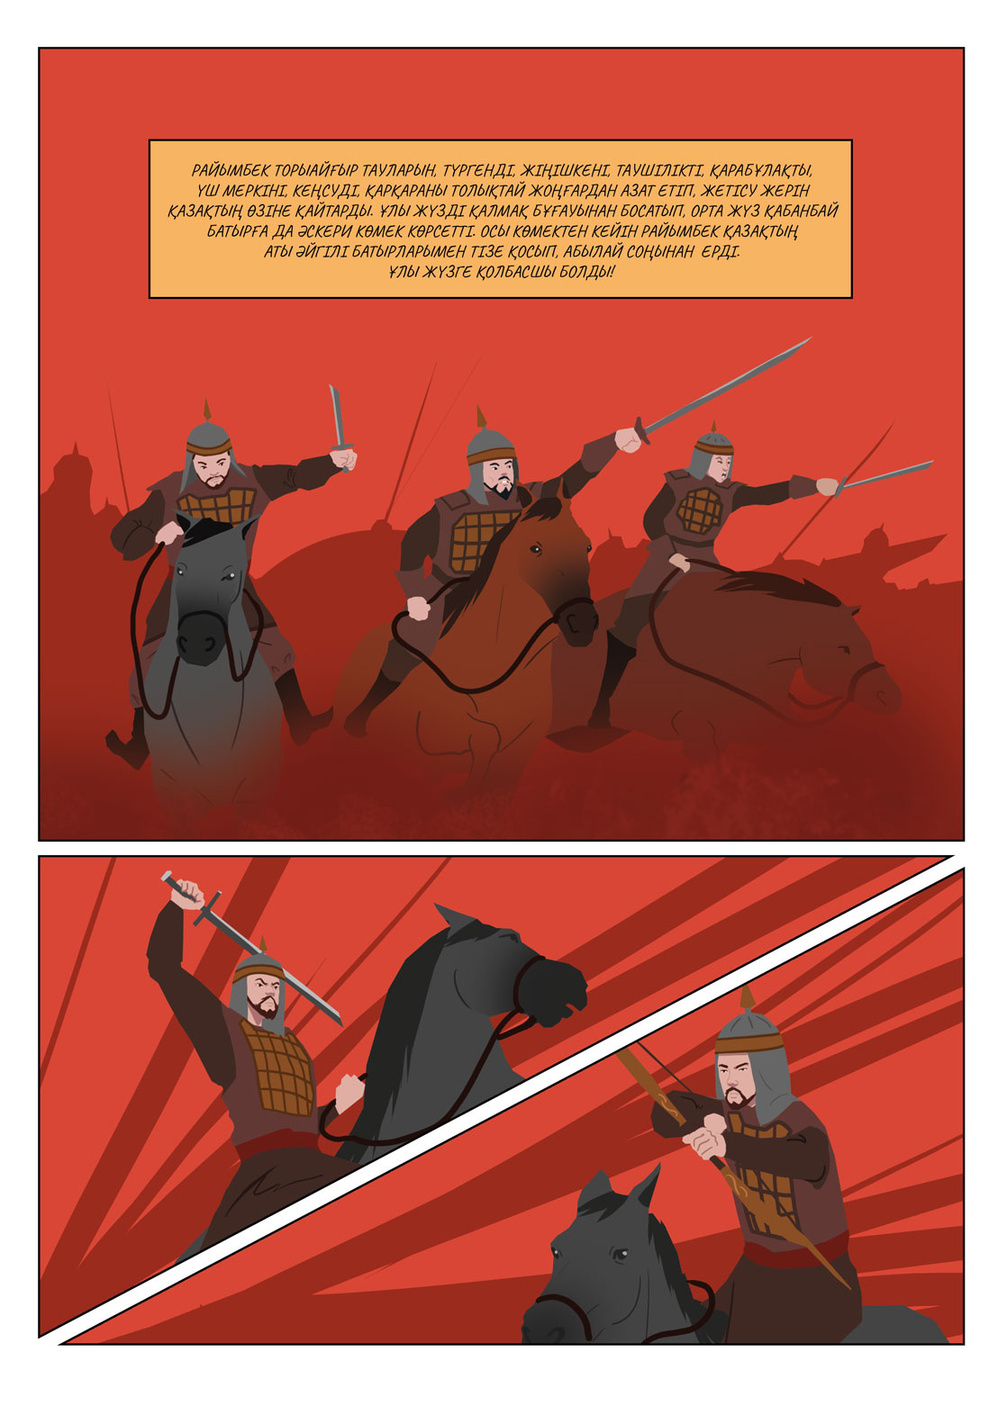 РАЙЫМБЕК ТОРЫАЙҒЫР ТАУЛАРЫН, ТҮРГЕНДІ, ЖІҢІШКЕНІ, ТАУШІЛІКТІ, ҚАРАБҰЛАҚТЫ,
ҮШ МЕРКІНІ, КЕҢСУДІ, ҚАРҚАРАНЫ ТОЛЫҚТАЙ ЖОҢҒАРДАН АЗАТ ЕТІП, ЖЕТІСУ ЖЕРІН
ҚАЗАҚТЫҢ ӨЗІНЕ ҚАЙТАРДЫ. ҰЛЫ ЖҮЗДІ ҚАЛМАҚ БҰҒАУЫНАН БОСАТЫП, ОРТА ЖҮЗ ҚАБАНБАЙ
БАТЫРҒА ДА ӘСКЕРИ КӨМЕК КӨРСЕТТІ. ОСЫ КӨМЕКТЕН КЕЙІН РАЙЫМБЕК ҚАЗАҚТЫҢ
АТЫ ӘЙГІЛІ БАТЫРЛАРЫМЕН ТІЗЕ ҚОСЫП, АБЫЛАЙ СОҢЫНАН ЕРДІ.
ҰЛЫ ЖҮЗГЕ ҚОЛБАСШЫ БОЛДЫ!